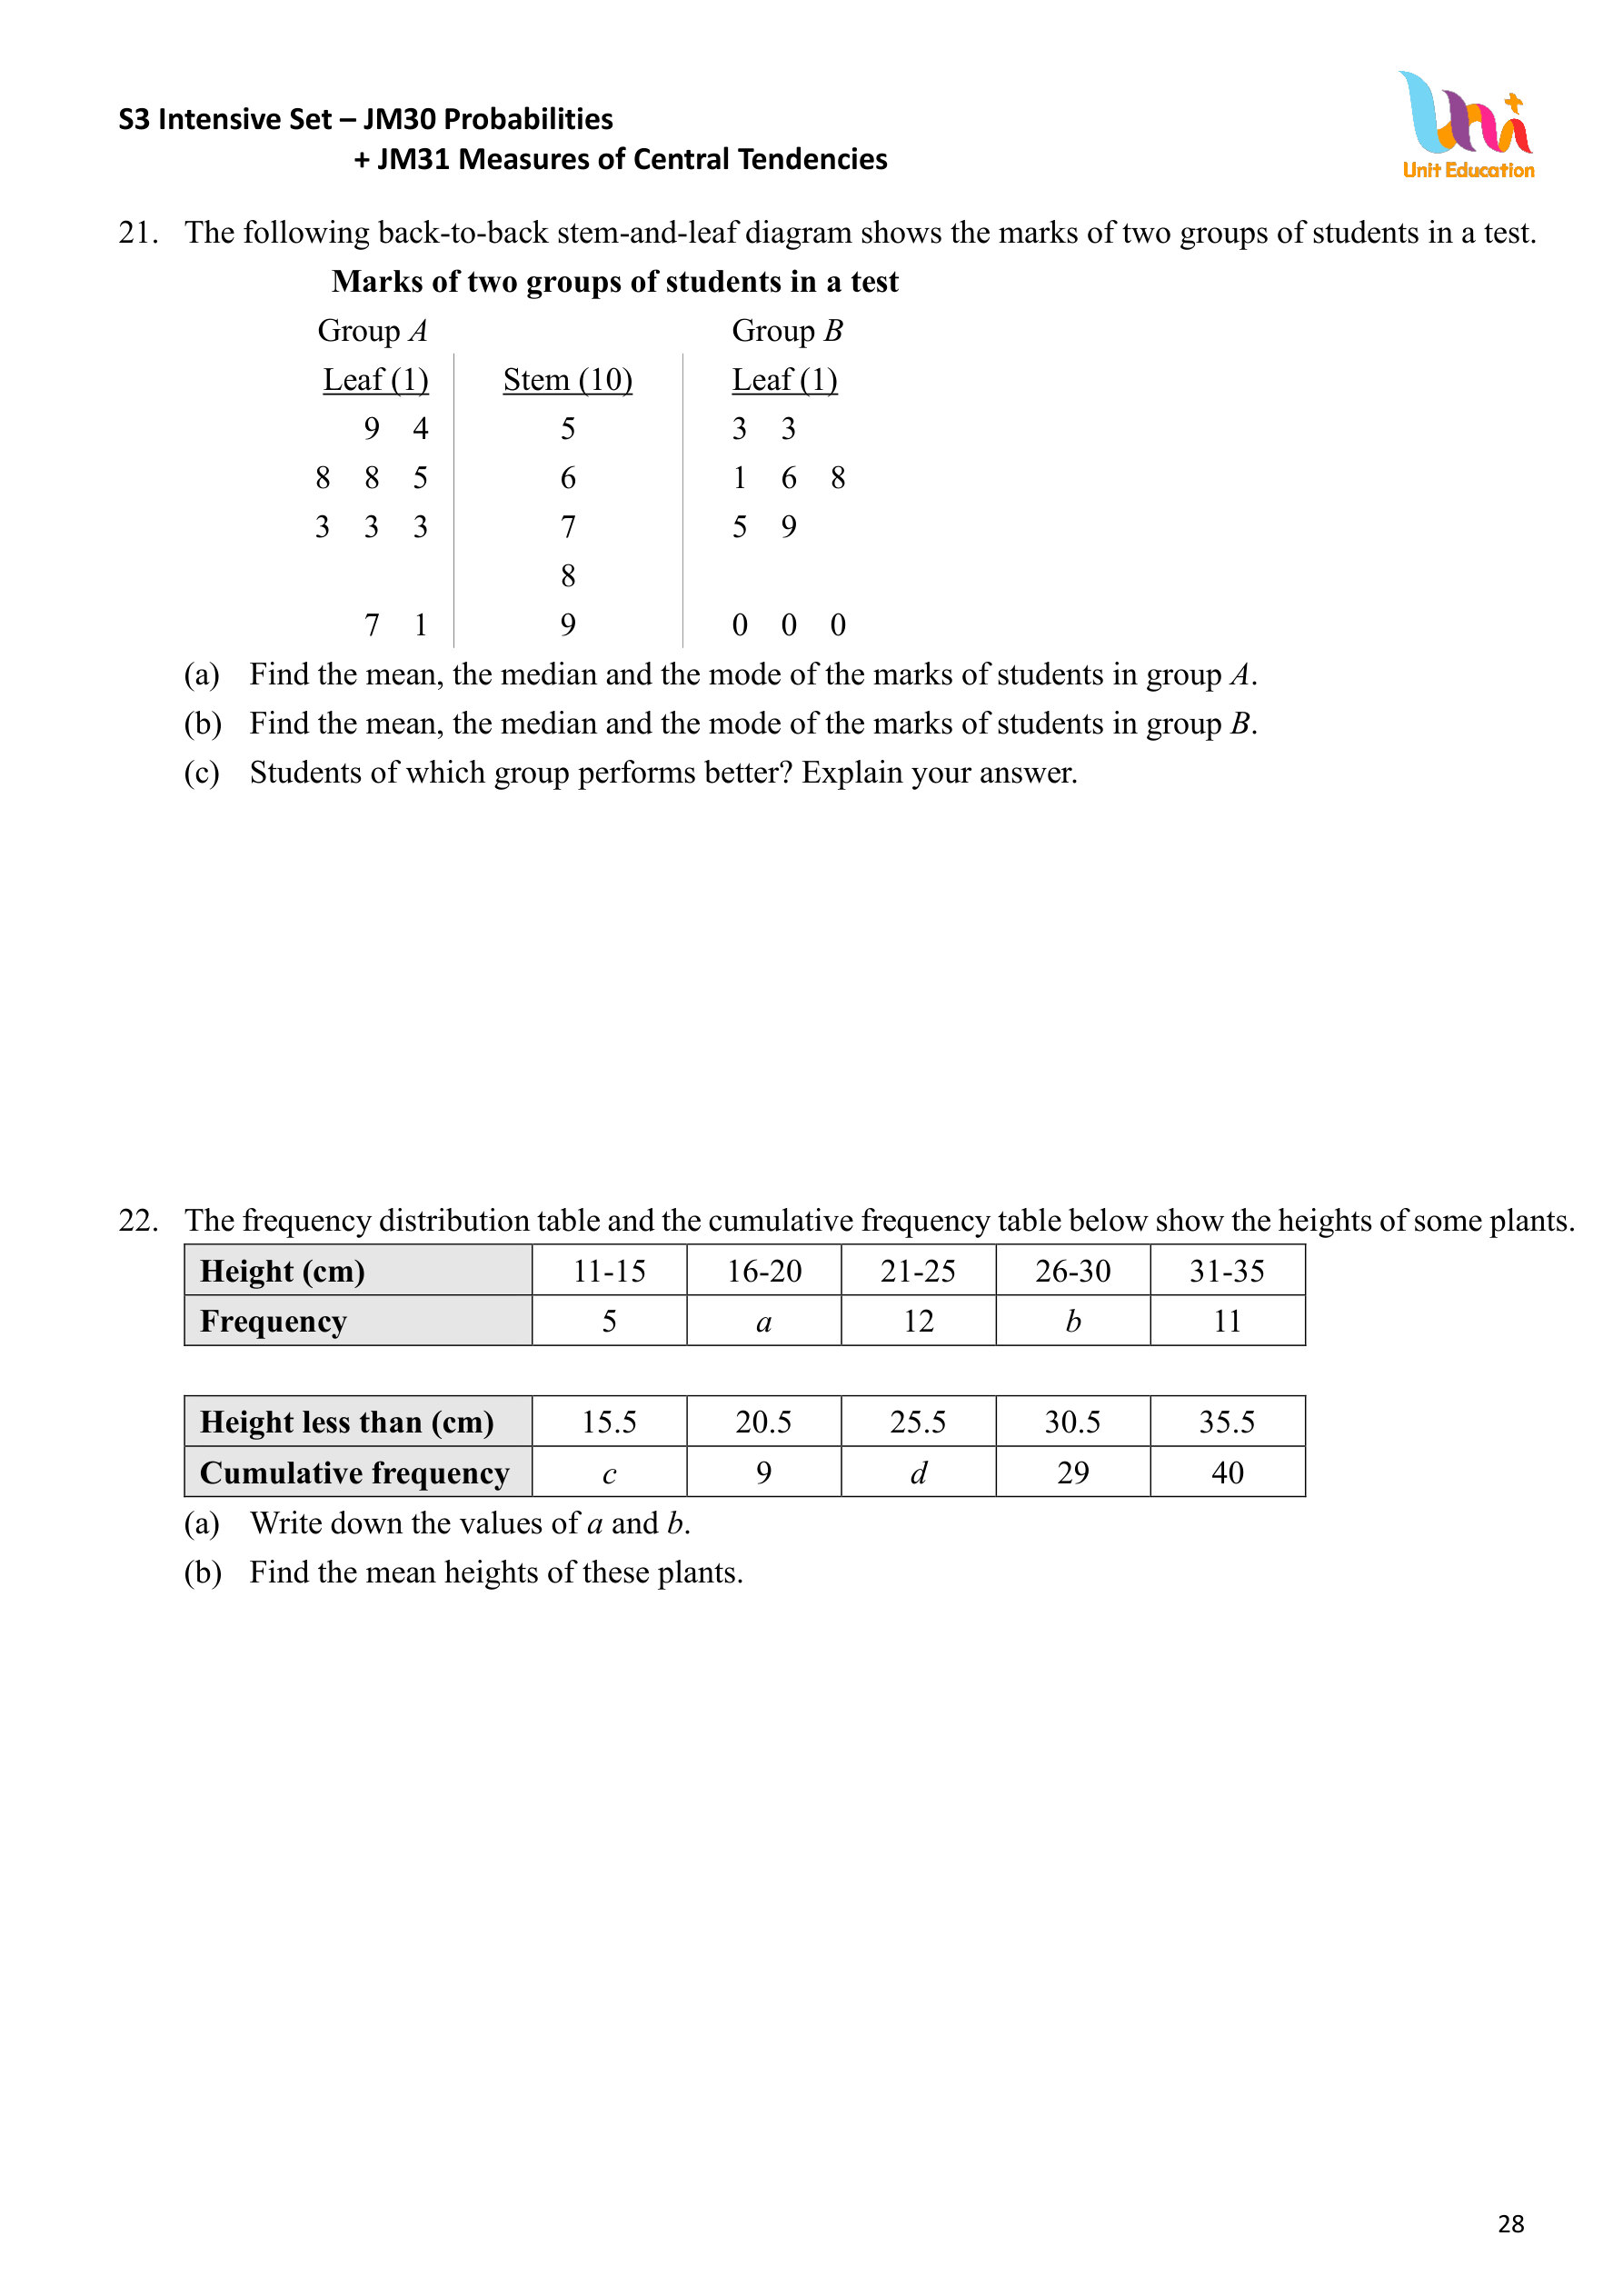 S3 Intensive Set – JM30 Probabilities
+ JM31 Measures of Central Tendencies
Unit Education
21. The following back-to-back stem-and-leaf diagram shows the marks of two groups of students in a test.
Marks of two groups of students in a test
Group A Group B
Leaf (1) Stem (10) Leaf (1)
9 4 5 3 3
8 8 5 6 1 6 8
3 3 3 7 5 9
8
7 1 9 0 0 0
(a) Find the mean, the median and the mode of the marks of students in group A.
(b) Find the mean, the median and the mode of the marks of students in group B.
(c) Students of which group performs better? Explain your answer.
22. The frequency distribution table and the cumulative frequency table below show the heights of some plants.
Height (cm) 11-15 16-20 21-25 26-30 31-35
Frequency 5 a 12 b 11
Height less than (cm) 15.5 20.5 25.5 30.5 35.5
Cumulative frequency c 9 d 29 40
(a) Write down the values of a and b.
(b) Find the mean heights of these plants.
28